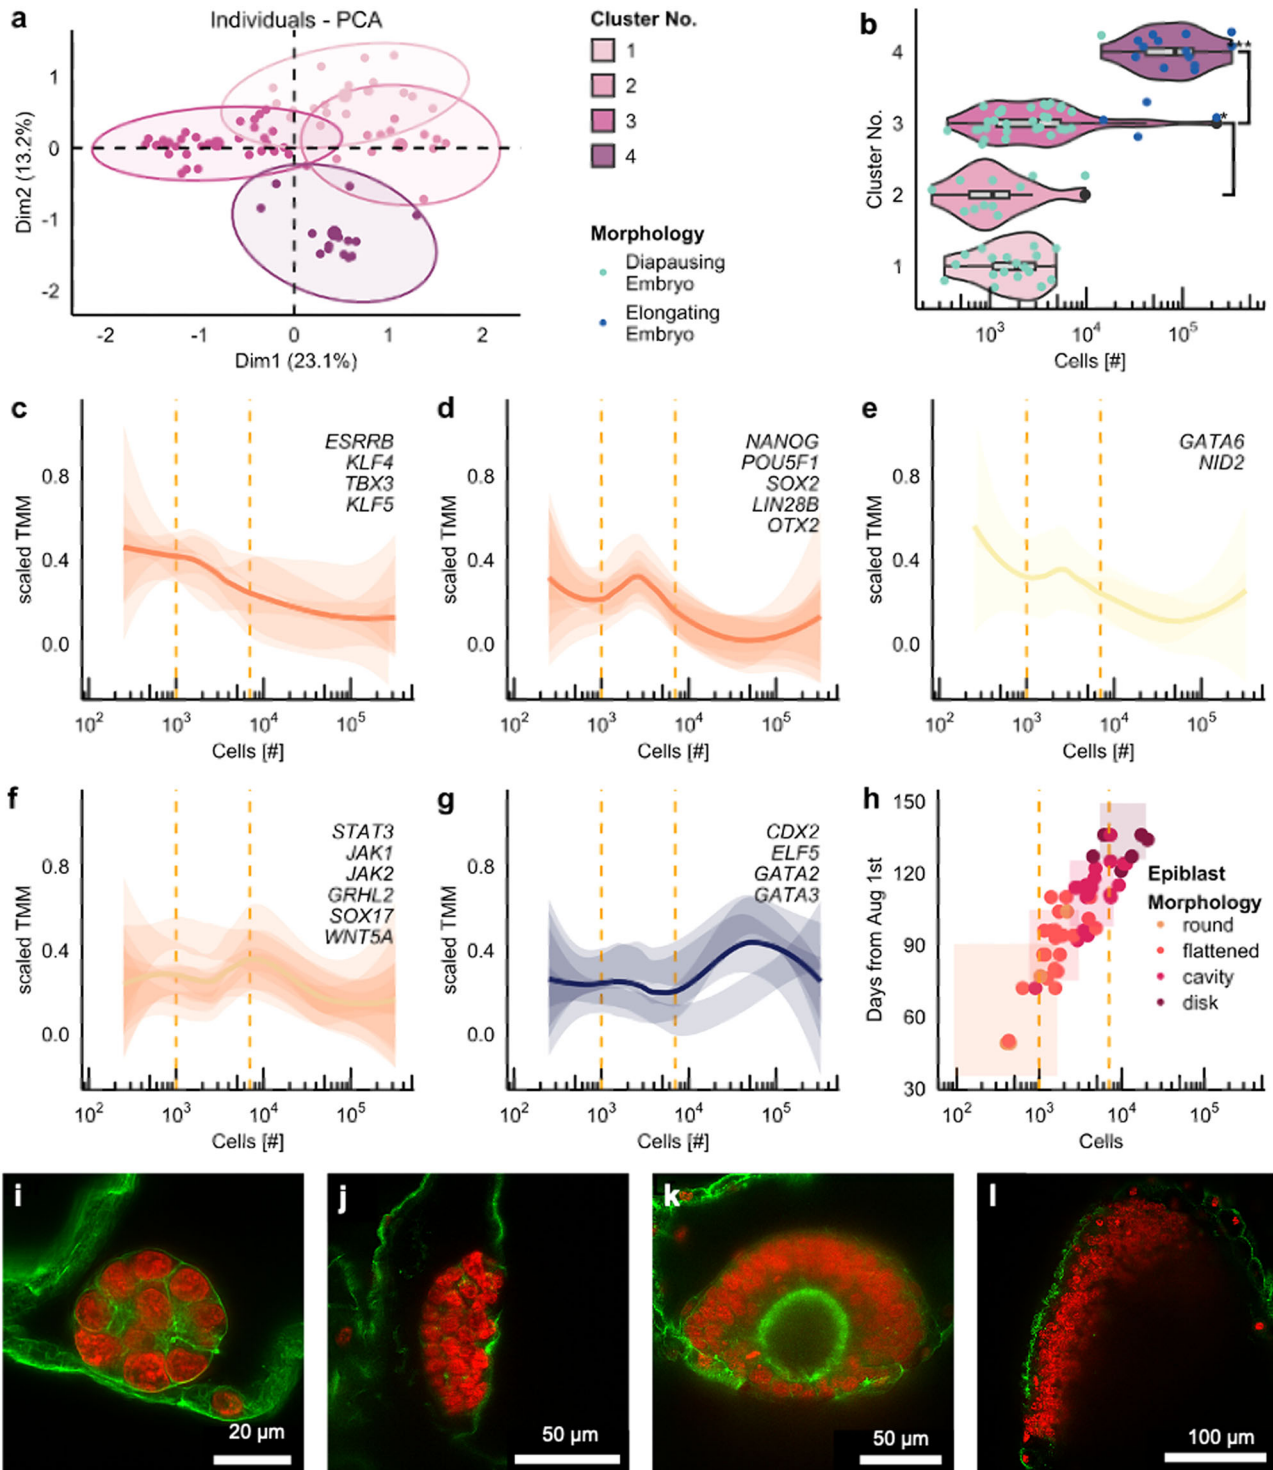 a
Individuals - PCA
Dim2 (13.2%)
1
0
-1
-2
-2
-1
0
1
2
Dim1 (23.1%)
Cluster No.
1
2
3
4
Morphology
Diapausing
Embryo
Elongating
Embryo
b
Cluster No.
4
3
2
1
***
*
10³
10⁴
10⁵
Cells [#]
c
scaled TMM
0.8
0.4
0.0
ESRRB
KLF4
TBX3
KLF5
10²
10³
10⁴
10⁵
Cells [#]
d
scaled TMM
0.8
0.4
0.0
NANOG
POU5F1
SOX2
LIN28B
OTX2
10²
10³
10⁴
10⁵
Cells [#]
e
scaled TMM
0.8
0.4
0.0
GATA6
NID2
10²
10³
10⁴
10⁵
Cells [#]
f
scaled TMM
0.8
0.4
0.0
STAT3
JAK1
JAK2
GRHL2
SOX17
WNT5A
10²
10³
10⁴
10⁵
Cells [#]
g
scaled TMM
0.8
0.4
0.0
CDX2
ELF5
GATA2
GATA3
10²
10³
10⁴
10⁵
Cells [#]
h
Days from Aug 1st
150
120
90
60
30
Epiblast
Morphology
round
flattened
cavity
disk
10²
10³
10⁴
10⁵
Cells
i
20 µm
j
50 µm
k
50 µm
l
100 µm